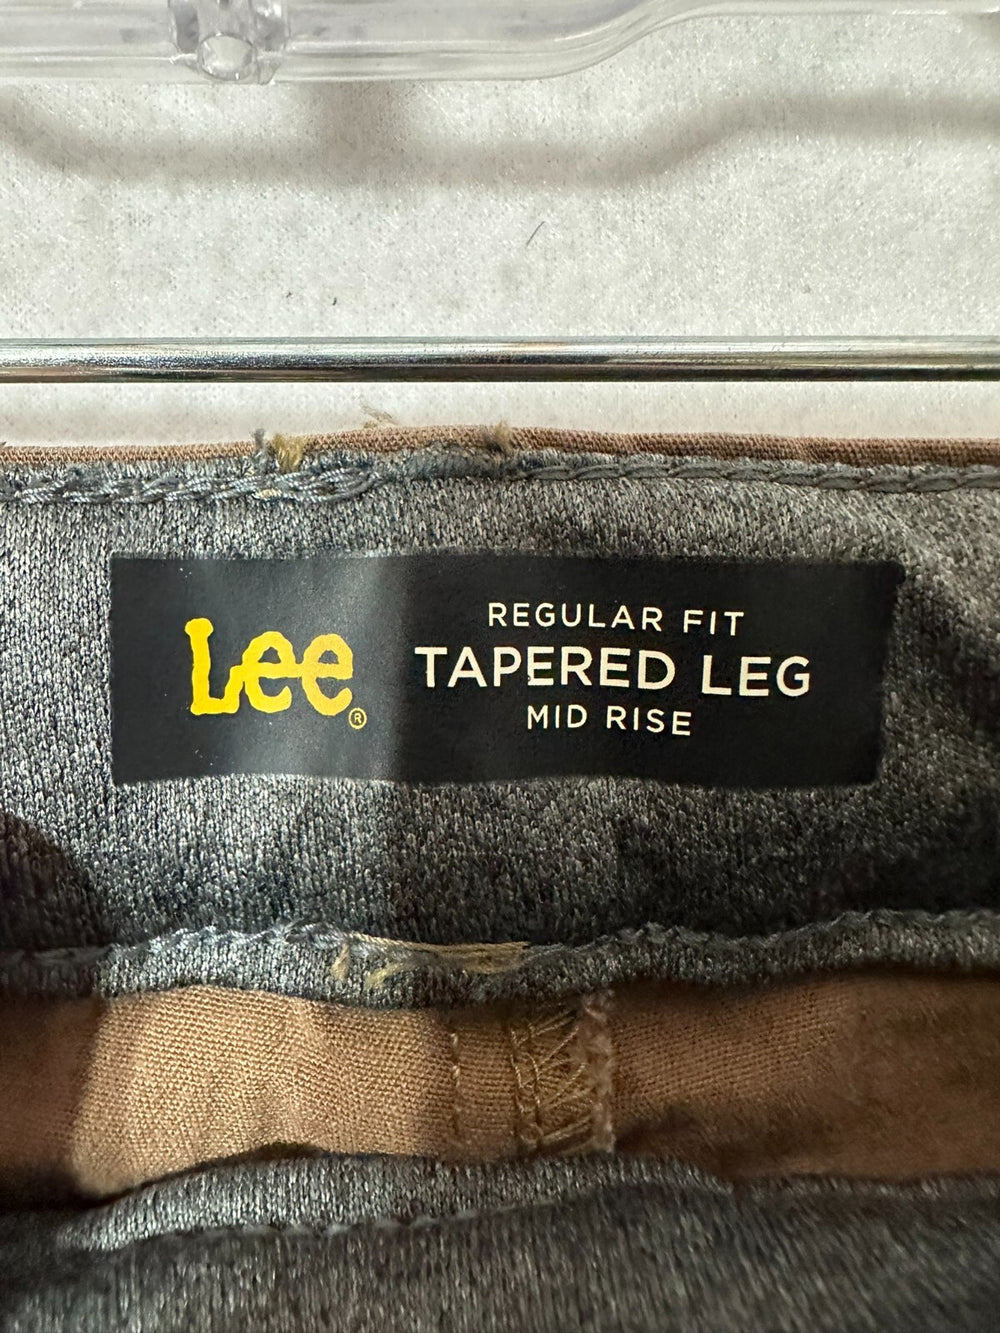 Lee®
REGULAR FIT
TAPERED LEG
MID RISE